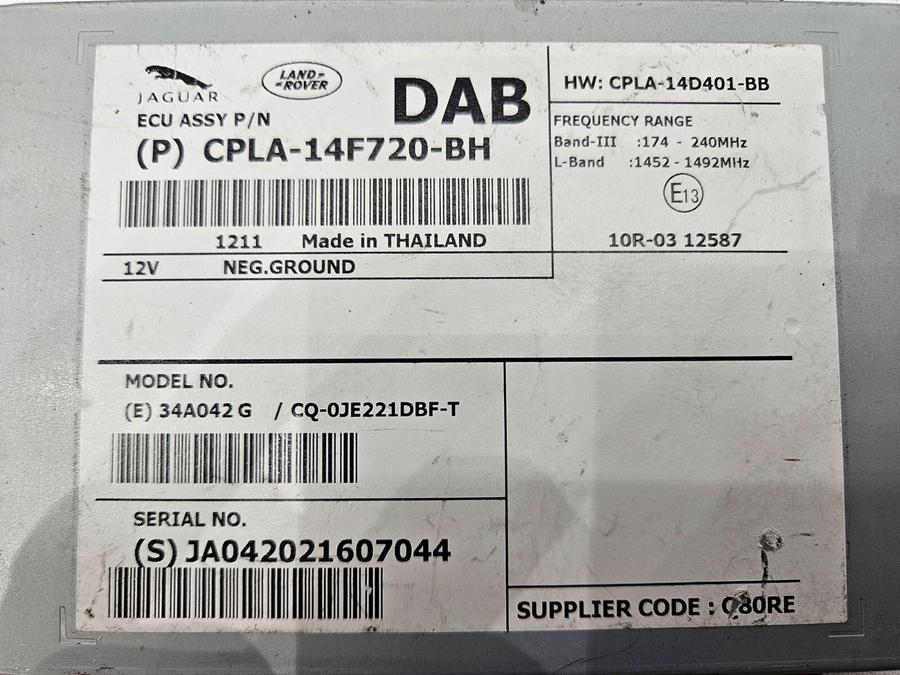 JAGUAR
LAND-
-ROVER
DAB
ECU ASSY P/N
(P) CPLA-14F720-BH
1211 Made in THAILAND
12V NEG.GROUND
HW: CPLA-14D401-BB
FREQUENCY RANGE
Band-III :174 - 240MHz
L-Band :1452 - 1492MHz
E13
10R-03 12587
MODEL NO.
(E) 34A042 G / CQ-0JE221DBF-T
SERIAL NO.
(S) JA042021607044
SUPPLIER CODE :